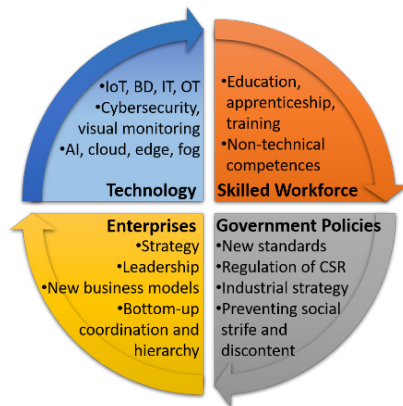 •IoT, BD, IT, OT
•Cybersecurity,
visual monitoring
•AI, cloud, edge, fog
Technology
•Education,
apprenticeship,
training
•Non-technical
competences
Skilled Workforce
Enterprises
•Strategy
•Leadership
•New business models
•Bottom-up
coordination and
hierarchy
Government Policies
•New standards
•Regulation of CSR
•Industrial strategy
•Preventing social
strife and
discontent